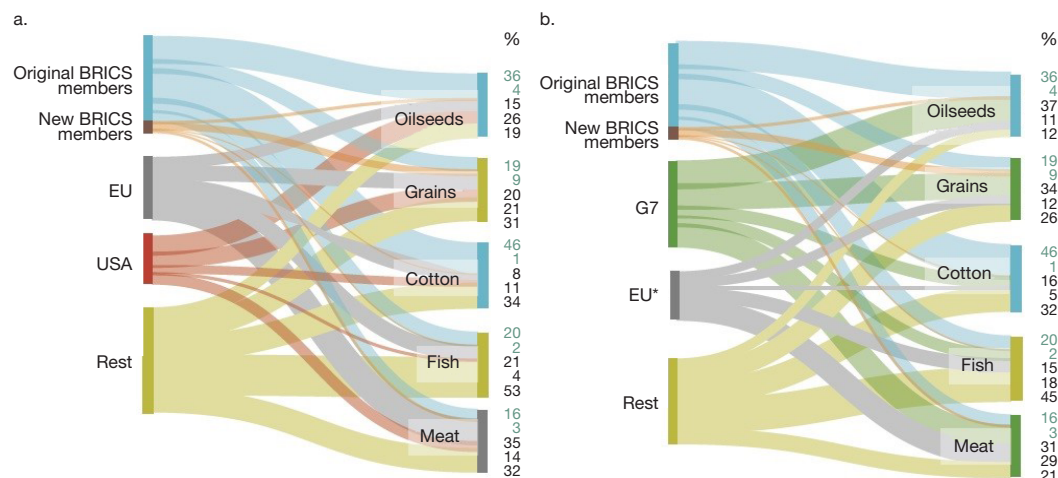 a.
%
Original BRICS
members
New BRICS
members
EU
USA
Rest
Oilseeds
36
4
15
26
19
Grains
19
9
20
21
31
Cotton
46
1
8
11
34
Fish
20
2
21
4
53
Meat
16
3
35
14
32
b.
%
Original BRICS
members
New BRICS
members
G7
EU*
Rest
Oilseeds
36
4
37
11
12
Grains
19
9
34
12
26
Cotton
46
1
16
5
32
Fish
20
2
15
18
45
Meat
16
3
31
29
21